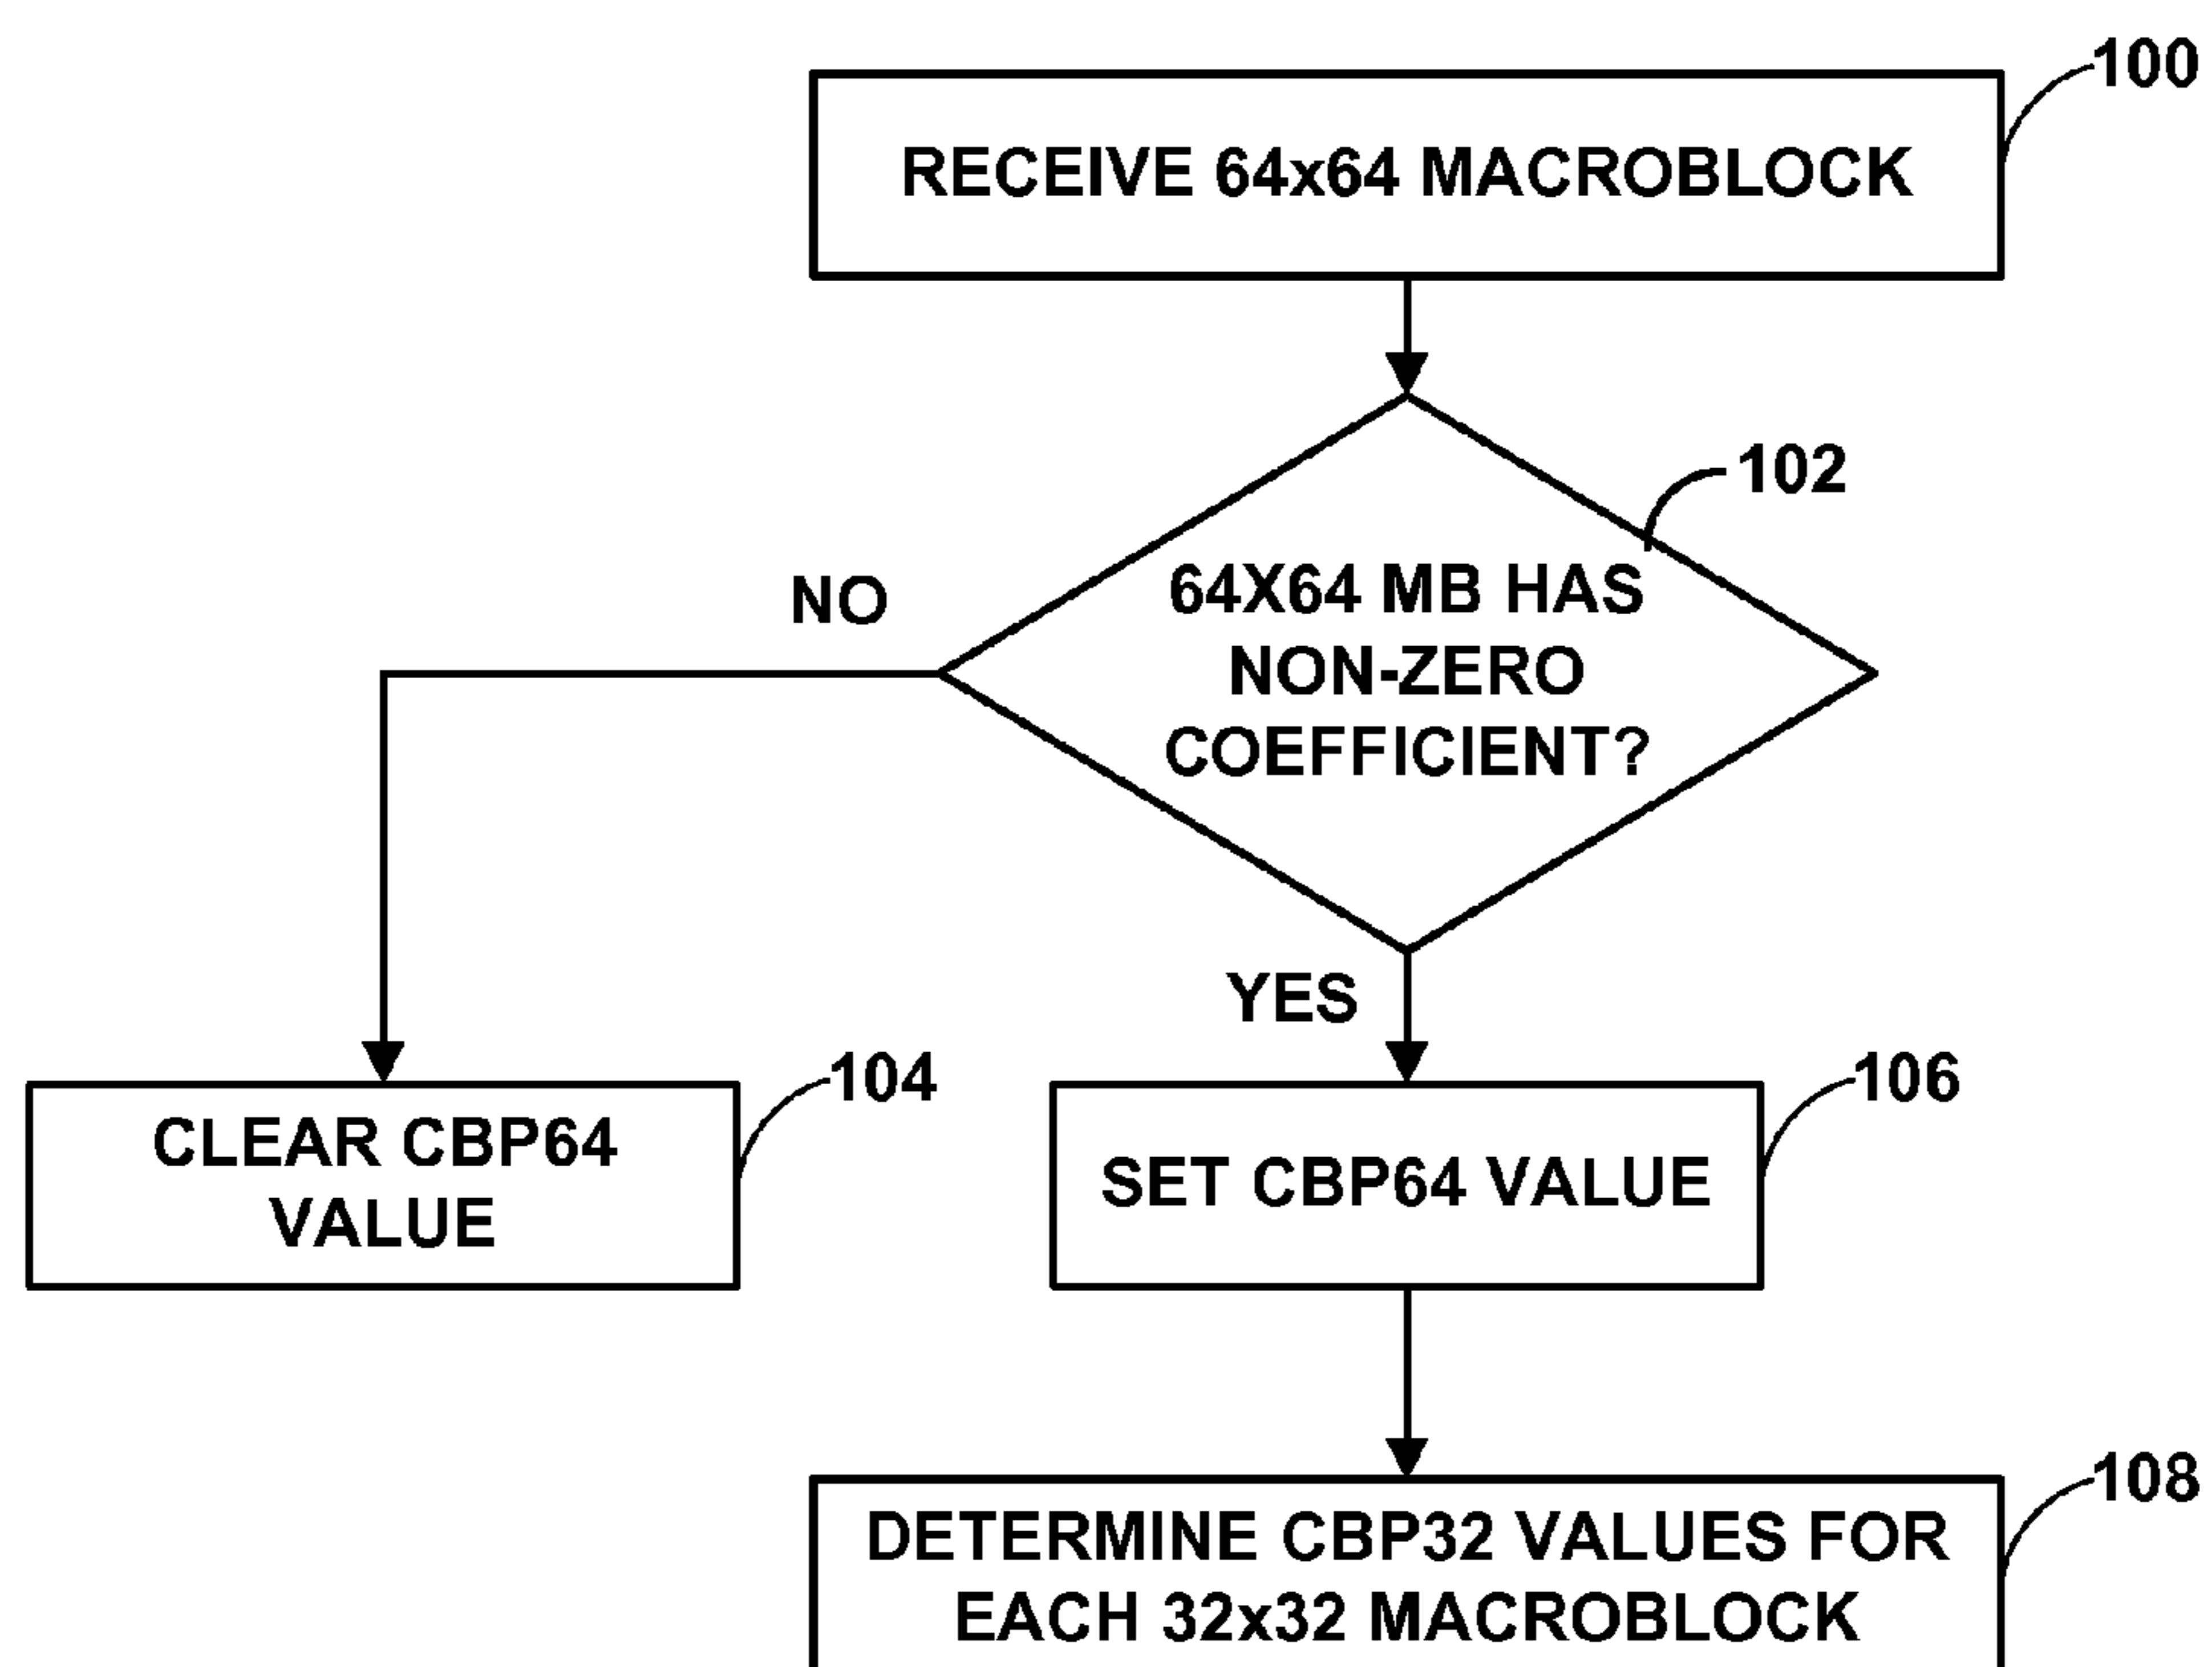 100
RECEIVE 64x64 MACROBLOCK
102
64X64 MB HAS
NON-ZERO
COEFFICIENT?
NO
YES
104
CLEAR CBP64
VALUE
106
SET CBP64 VALUE
108
DETERMINE CBP32 VALUES FOR
EACH 32x32 MACROBLOCK